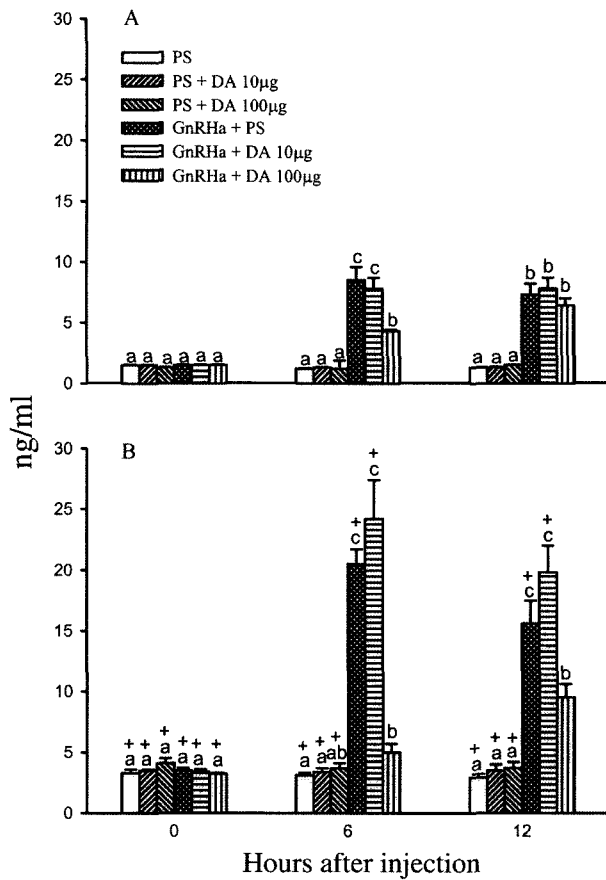 A
30
25
20
15
10
5
0
PS
PS + DA 10µg
PS + DA 100µg
GnRHa + PS
GnRHa + DA 10µg
GnRHa + DA 100µg
a a a a a a
a a a c c b
a a a b b b
ng/ml
B
30
25
20
15
10
5
0
+ + + + + +
a a a a a a
+ + + + +
a a ab c c b
+ + + + +
a a a c c b
0 6 12
Hours after injection